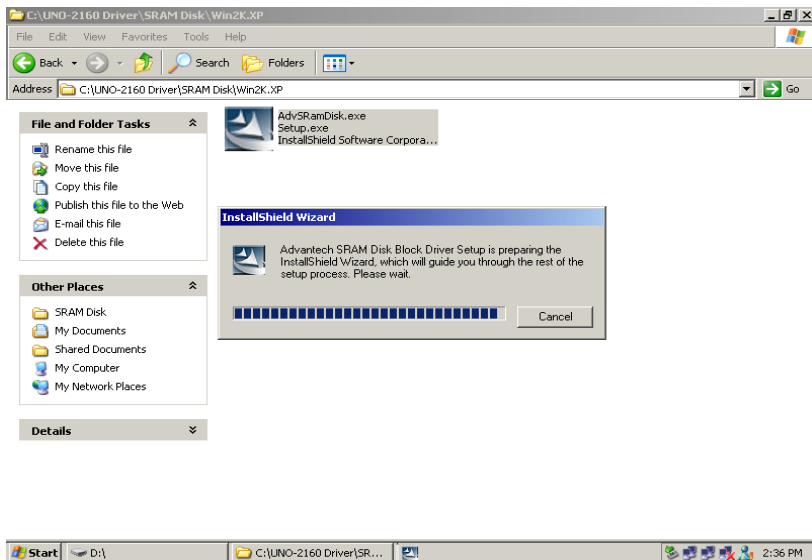 C:\UNO-2160 Driver\SRAM Disk\Win2K.XP
File Edit View Favorites Tools Help
Back Search Folders
Address C:\UNO-2160 Driver\SRAM Disk\Win2K.XP Go
File and Folder Tasks
Rename this file
Move this file
Copy this file
Publish this file to the Web
E-mail this file
Delete this file
Other Places
SRAM Disk
My Documents
Shared Documents
My Computer
My Network Places
Details
AdvSRamDisk.exe
Setup.exe
InstallShield Software Corpora...
InstallShield Wizard
Advantech SRAM Disk Block Driver Setup is preparing the
InstallShield Wizard, which will guide you through the rest of the
setup process. Please wait.
Cancel
Start D:\ C:\UNO-2160 Driver\SR... 2:36 PM